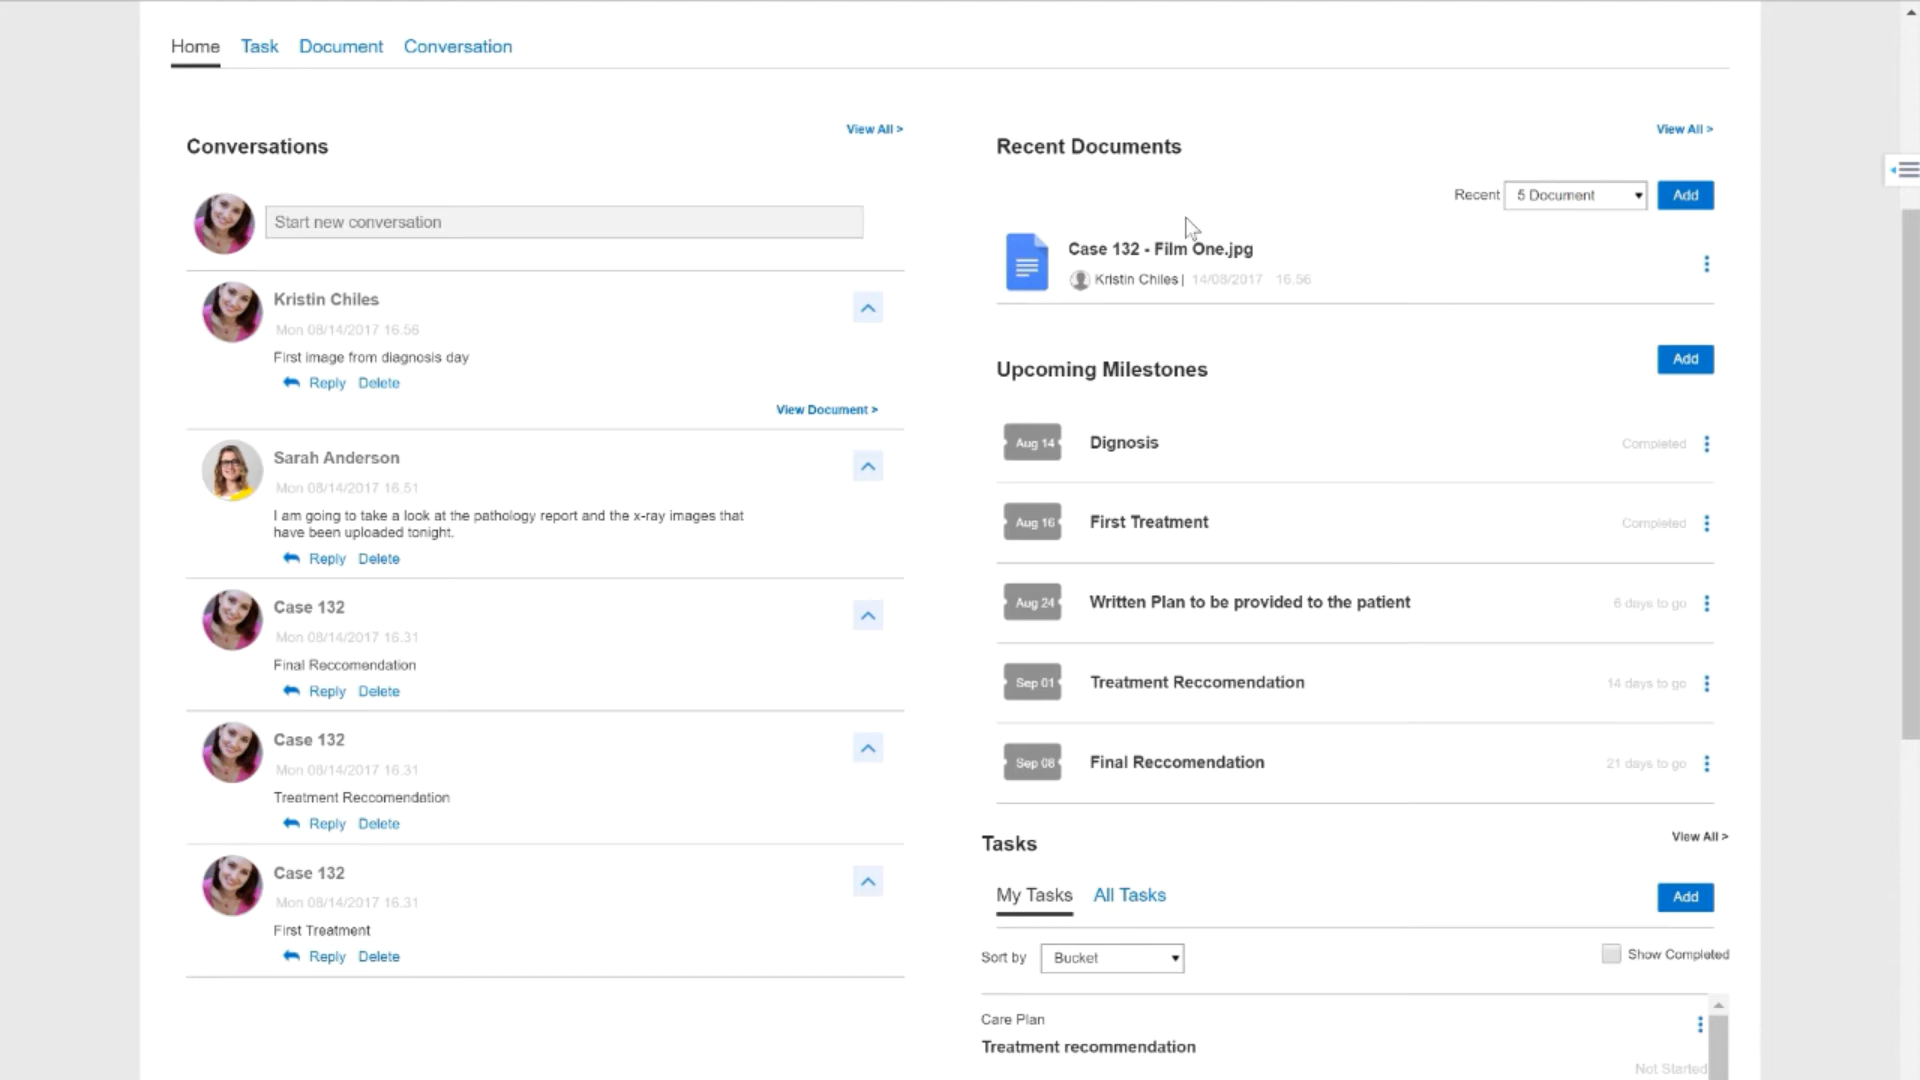 Home Task Document Conversation
View All >
Conversations
Start new conversation
Kristin Chiles
Mon 08/14/2017 16.56
First image from diagnosis day
Reply Delete
View Document >
Sarah Anderson
Mon 08/14/2017 16.51
I am going to take a look at the pathology report and the x-ray images that
have been uploaded tonight.
Reply Delete
Case 132
Mon 08/14/2017 16.31
Final Reccomendation
Reply Delete
Case 132
Mon 08/14/2017 16.31
Treatment Reccomendation
Reply Delete
Case 132
Mon 08/14/2017 16.31
First Treatment
Reply Delete
View All >
Recent Documents
Recent 5 Document Add
Case 132 - Film One.jpg
Kristin Chiles | 14/08/2017 16.56
Add
Upcoming Milestones
Aug 14 Dignosis Completed
Aug 16 First Treatment Completed
Aug 24 Written Plan to be provided to the patient 6 days to go
Sep 01 Treatment Reccomendation 14 days to go
Sep 08 Final Reccomendation 21 days to go
Tasks View All >
My Tasks All Tasks Add
Sort by Bucket Show Completed
Care Plan
Treatment recommendation
Not Started